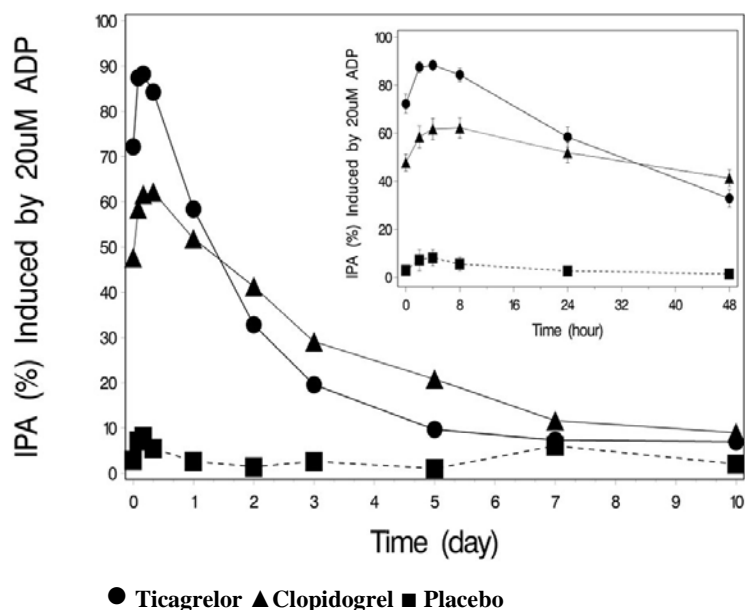 IPA (%) Induced by 20uM ADP
100
90
80
70
60
50
40
30
20
10
0
0 1 2 3 4 5 6 7 8 9 10
Time (day)
IPA (%) Induced by 20uM ADP
100
80
60
40
20
0
0 8 16 24 32 40 48
Time (hour)
● Ticagrelor ▲ Clopidogrel ■ Placebo